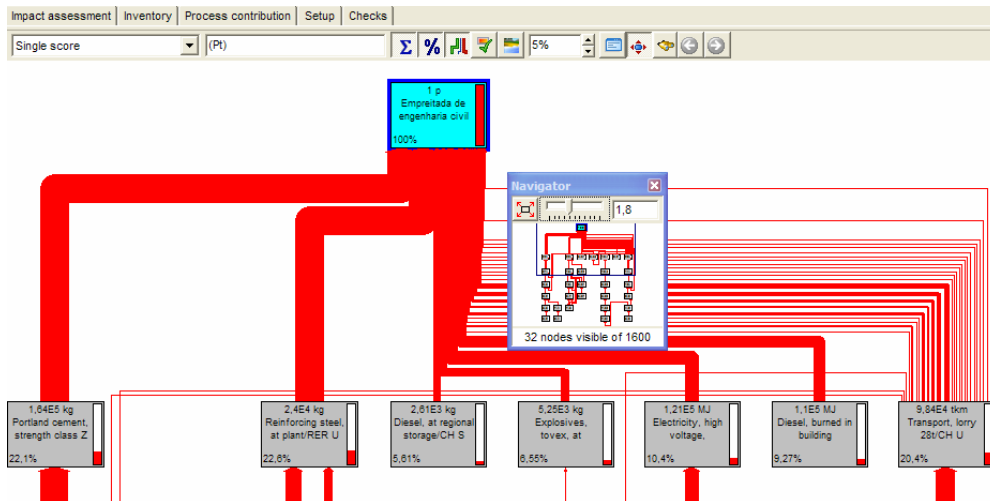 Impact assessment Inventory Process contribution Setup Checks
Single score (Pt) Σ % 5%
1 p
Empreitada de
engenharia civil
100%
Navigator
1,8
32 nodes visible of 1600
1,64E5 kg
Portland cement,
strength class Z
22,1%
2,4E4 kg
Reinforcing steel,
at plant/RER U
22,6%
2,61E3 kg
Diesel, at regional
storage/CH S
5,61%
5,25E3 kg
Explosives,
tovex, at
6,55%
1,21E5 MJ
Electricity, high
voltage,
10,4%
1,1E5 MJ
Diesel, burned in
building
9,27%
9,84E4 tkm
Transport, lorry
28t/CH U
20,4%